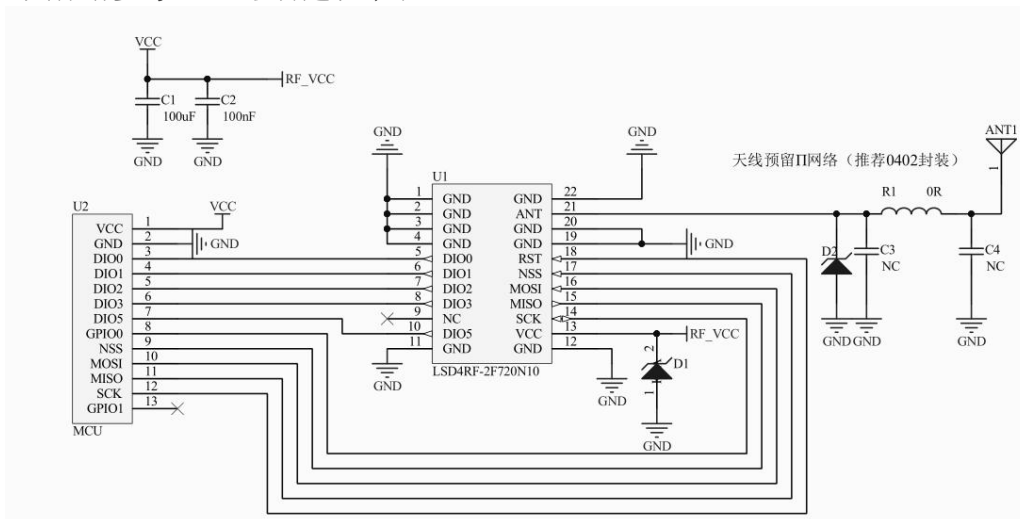 VCC
RF_VCC
C1
100uF
C2
100nF
GND
GND
GND
GND
ANT1
1
天线预留Π网络（推荐0402封装）
R1 0R
U1
1 GND GND 22
2 GND ANT 21
3 GND GND 20
4 GND GND 19
5 DIO0 RST 18
6 DIO1 NSS 17
7 DIO2 MOSI 16
8 DIO3 MISO 15
9 NC SCK 14
10 DIO5 VCC 13
11 GND GND 12
LSD4RF-2F720N10
GND
GND
GND
RF_VCC
2
D1
1
GND
D2
C3
NC
C4
NC
GND
GND
GND
U2
VCC 1
GND 2
DIO0 3
DIO1 4
DIO2 5
DIO3 6
DIO5 7
GPIO0 8
NSS 9
MOSI 10
MISO 11
SCK 12
GPIO1 13
MCU
VCC
GND